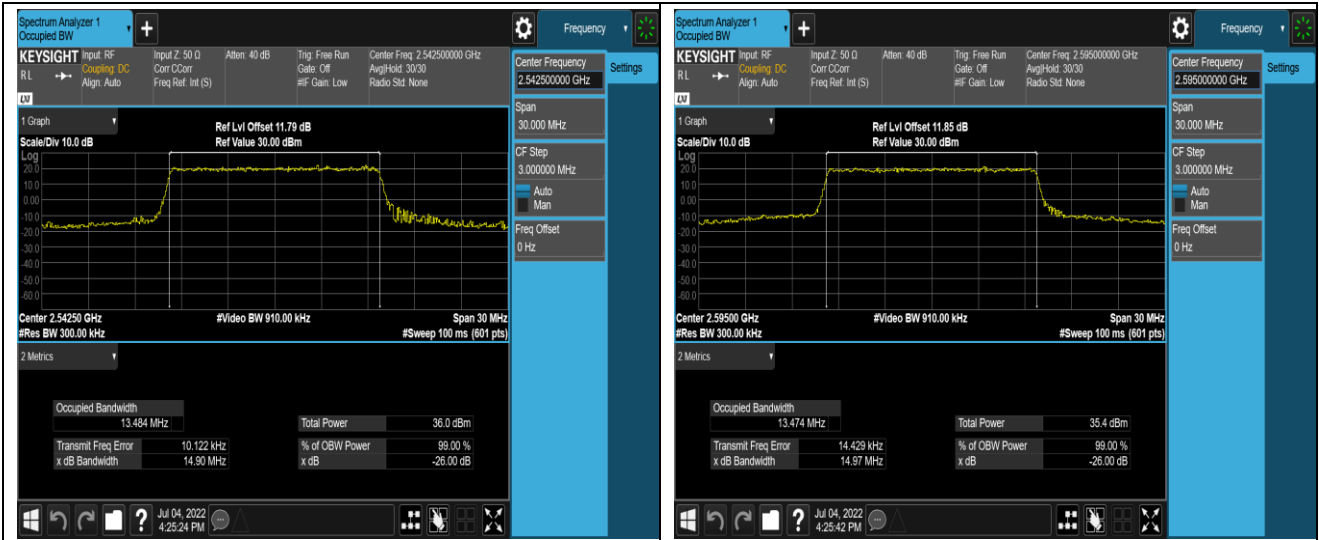 Spectrum Analyzer 1
Occupied BW
+
Frequency
KEYSIGHT
Input: RF
Coupling: DC
Align: Auto
Input Z: 50 Ω
Corr CCorr
Freq Ref: Int (S)
Atten: 40 dB
Trig: Free Run
Gate: Off
#IF Gain: Low
Center Freq: 2.542500000 GHz
Avg|Hold: 30/30
Radio Std: None
RL
LXI
Center Frequency
2.542500000 GHz
Settings
Span
30.000 MHz
CF Step
3.000000 MHz
Auto
Man
Freq Offset
0 Hz
1 Graph
Ref Lvl Offset 11.79 dB
Scale/Div 10.0 dB
Ref Value 30.00 dBm
Log
20.0
10.0
0.00
-10.0
-20.0
-30.0
-40.0
-50.0
-60.0
Center 2.54250 GHz
#Video BW 910.00 kHz
Span 30 MHz
#Res BW 300.00 kHz
#Sweep 100 ms (601 pts)
2 Metrics
Occupied Bandwidth
13.484 MHz
Total Power 36.0 dBm
Transmit Freq Error 10.122 kHz
% of OBW Power 99.00 %
x dB Bandwidth 14.90 MHz
x dB -26.00 dB
?
Jul 04, 2022
4:25:24 PM
Spectrum Analyzer 1
Occupied BW
+
Frequency
KEYSIGHT
Input: RF
Coupling: DC
Align: Auto
Input Z: 50 Ω
Corr CCorr
Freq Ref: Int (S)
Atten: 40 dB
Trig: Free Run
Gate: Off
#IF Gain: Low
Center Freq: 2.595000000 GHz
Avg|Hold: 30/30
Radio Std: None
RL
LXI
Center Frequency
2.595000000 GHz
Settings
Span
30.000 MHz
CF Step
3.000000 MHz
Auto
Man
Freq Offset
0 Hz
1 Graph
Ref Lvl Offset 11.85 dB
Scale/Div 10.0 dB
Ref Value 30.00 dBm
Log
20.0
10.0
0.00
-10.0
-20.0
-30.0
-40.0
-50.0
-60.0
Center 2.59500 GHz
#Video BW 910.00 kHz
Span 30 MHz
#Res BW 300.00 kHz
#Sweep 100 ms (601 pts)
2 Metrics
Occupied Bandwidth
13.474 MHz
Total Power 35.4 dBm
Transmit Freq Error 14.429 kHz
% of OBW Power 99.00 %
x dB Bandwidth 14.97 MHz
x dB -26.00 dB
?
Jul 04, 2022
4:25:42 PM